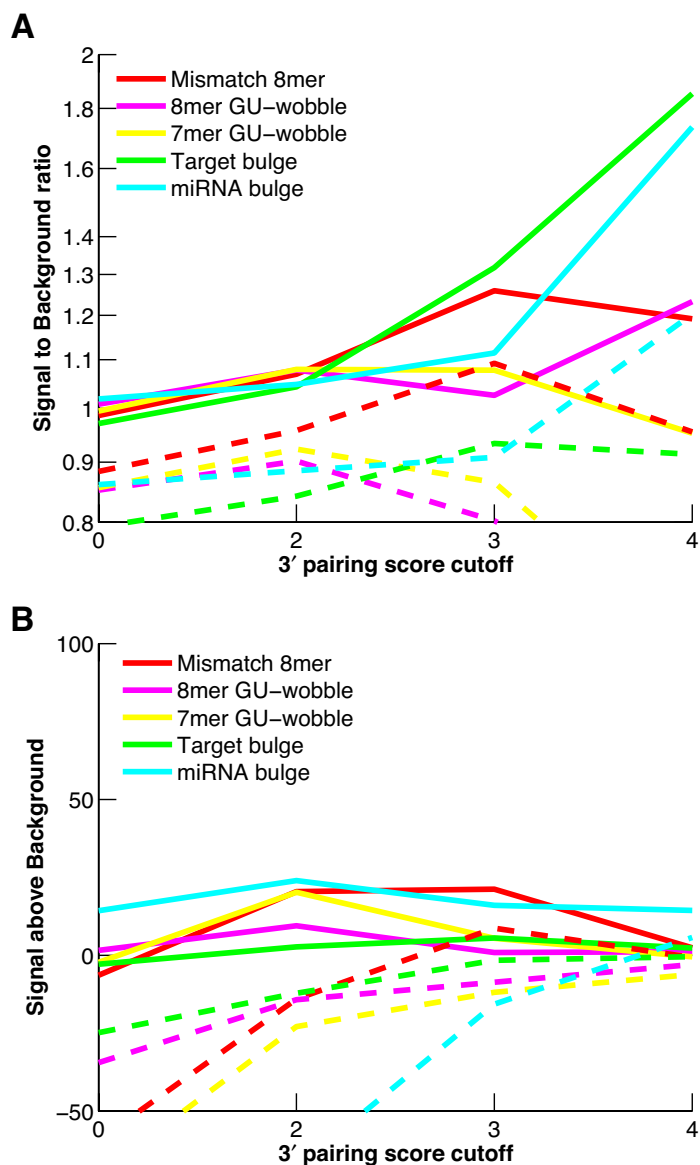 A
Signal to Background ratio
2
1.8
1.6
1.4
1.3
1.2
1.1
1
0.9
0.8
Mismatch 8mer
8mer GU−wobble
7mer GU−wobble
Target bulge
miRNA bulge
0 2 3 4
3′ pairing score cutoff
B
Signal above Background
100
50
0
−50
Mismatch 8mer
8mer GU−wobble
7mer GU−wobble
Target bulge
miRNA bulge
0 2 3 4
3′ pairing score cutoff